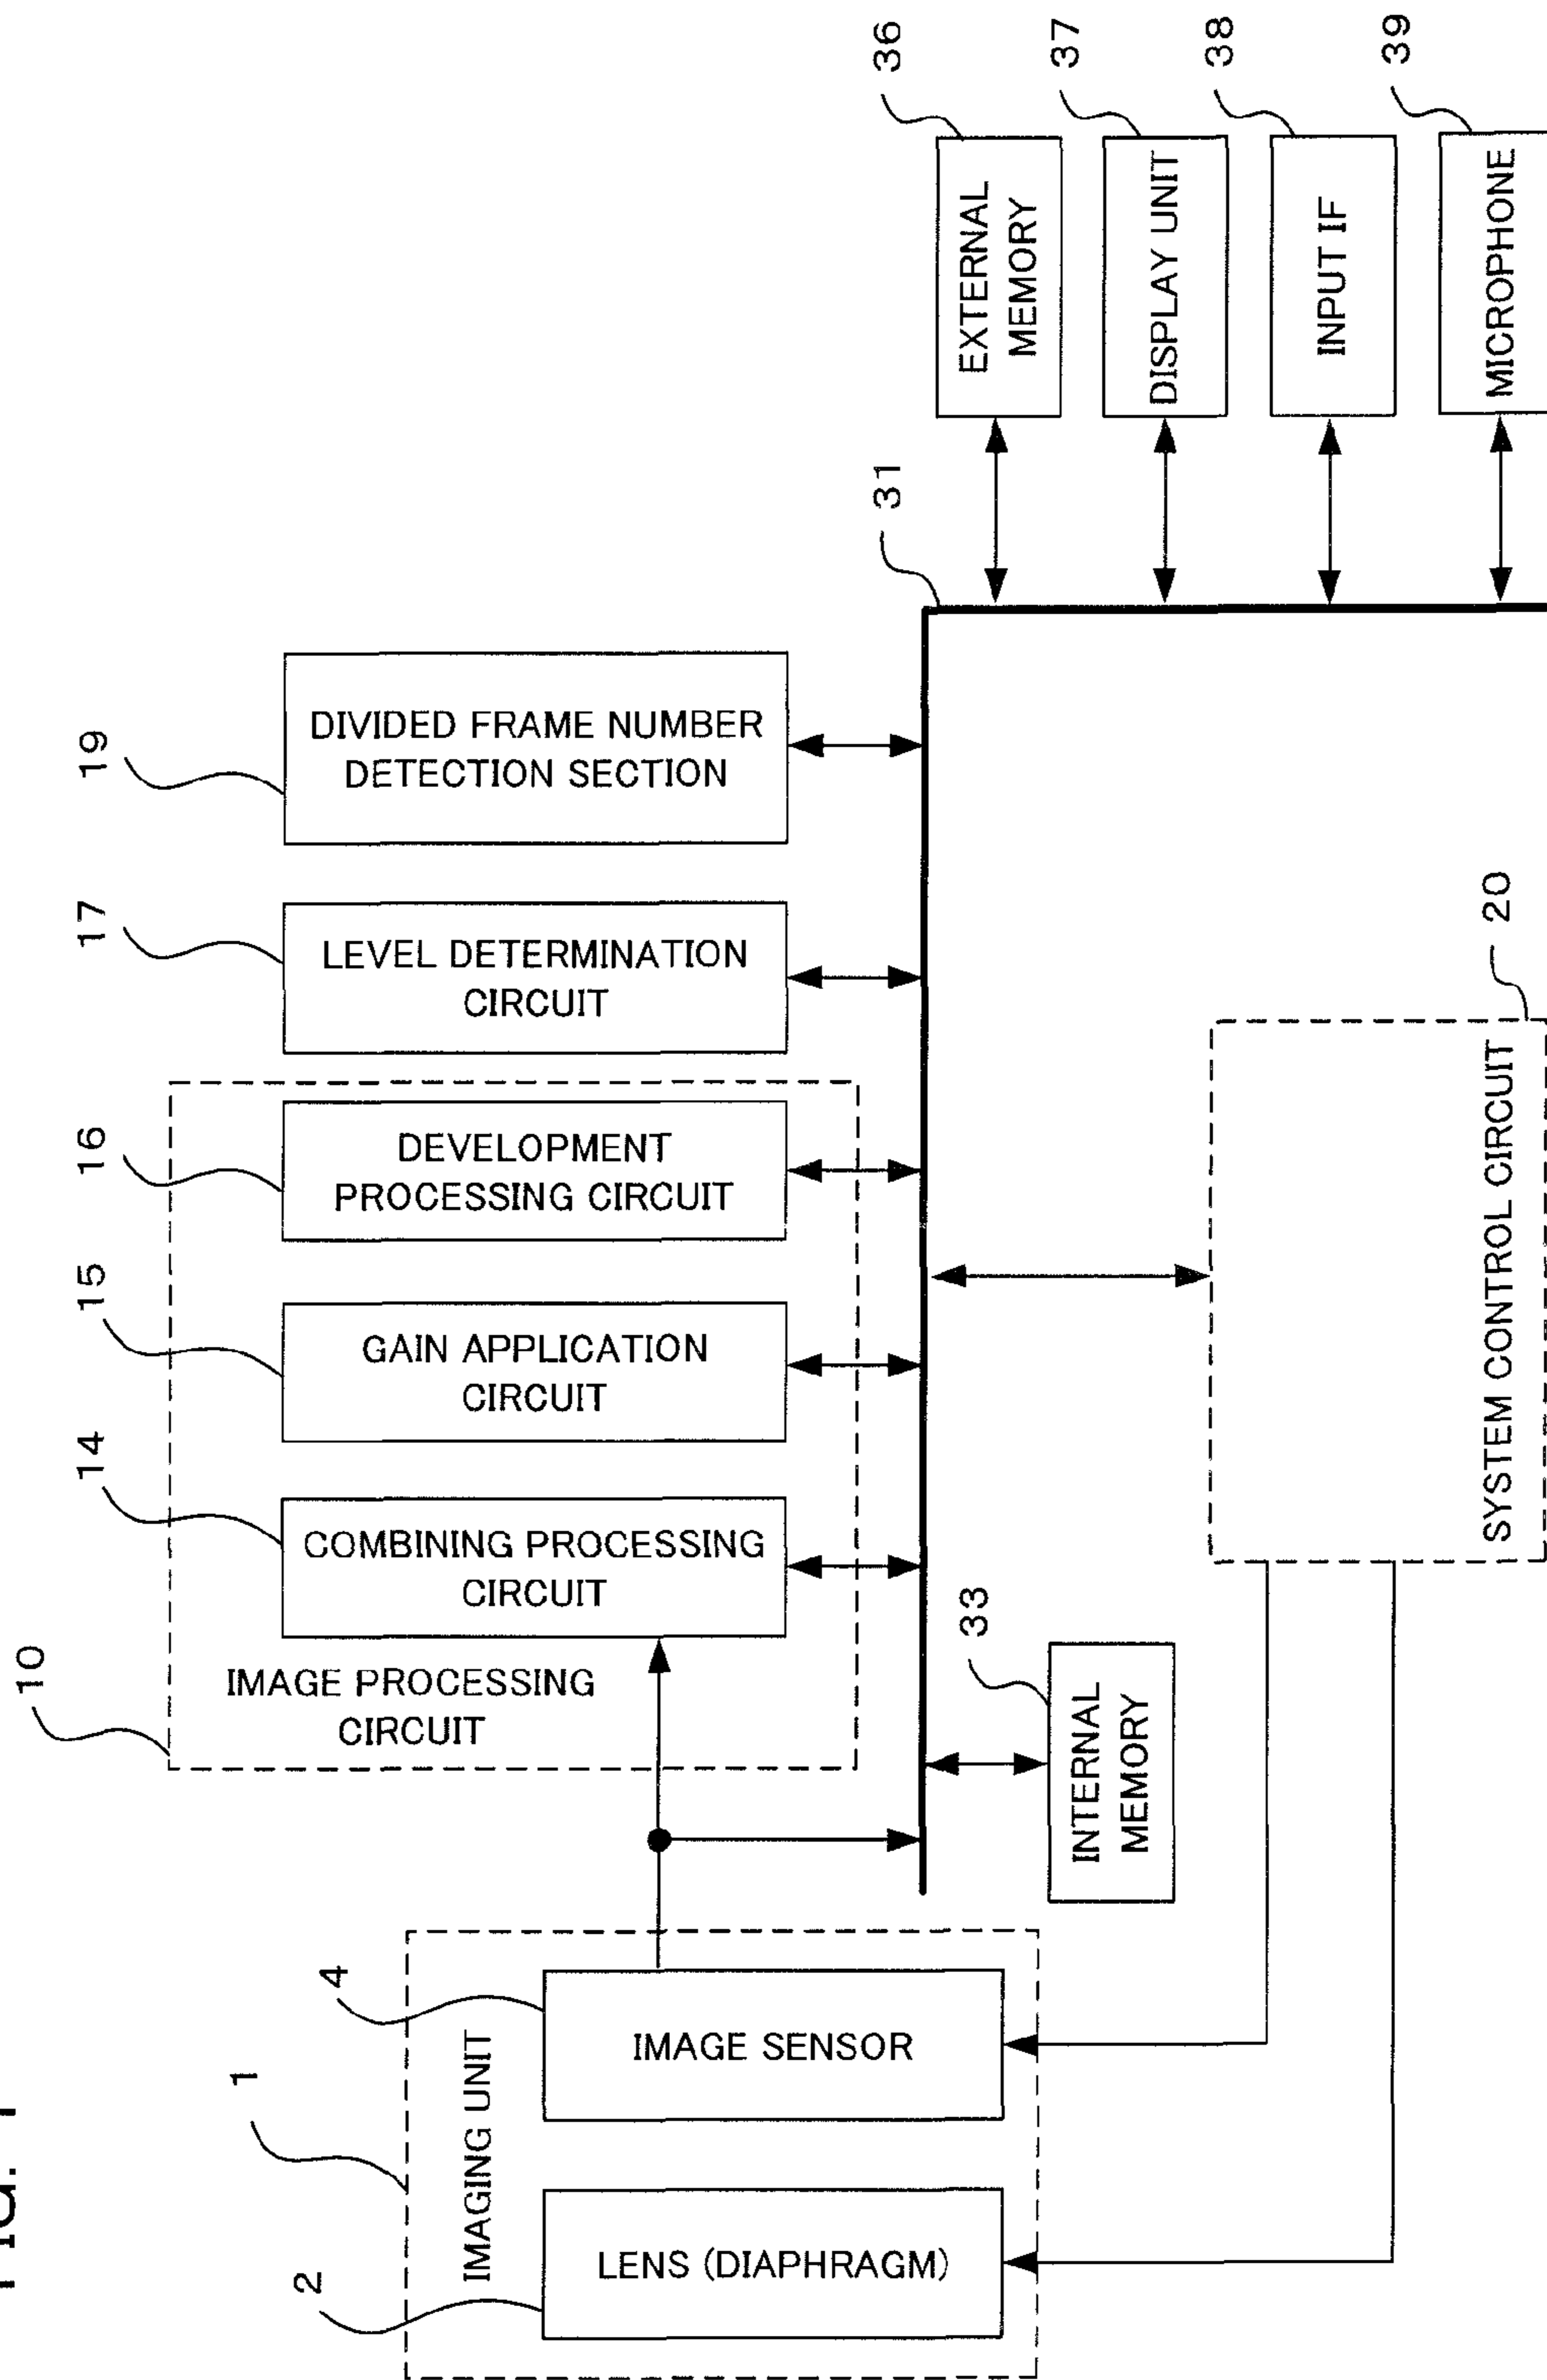 FIG. 1
10
14
15
16
17
19
IMAGE PROCESSING
CIRCUIT
COMBINING PROCESSING
CIRCUIT
GAIN APPLICATION
CIRCUIT
DEVELOPMENT
PROCESSING CIRCUIT
LEVEL DETERMINATION
CIRCUIT
DIVIDED FRAME NUMBER
DETECTION SECTION
1
IMAGING UNIT
2
LENS (DIAPHRAGM)
4
IMAGE SENSOR
33
INTERNAL
MEMORY
20
SYSTEM CONTROL CIRCUIT
31
36
EXTERNAL
MEMORY
37
DISPLAY UNIT
38
INPUT IF
39
MICROPHONE